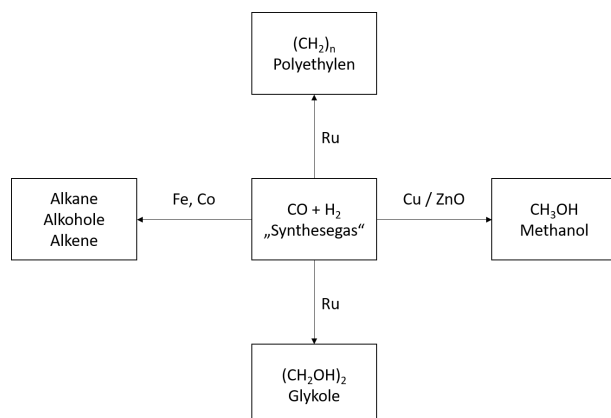 (CH₂)ₙ
Polyethylen
Ru
Alkane
Alkohole
Alkene
Fe, Co
CO + H₂
„Synthesegas“
Cu / ZnO
CH₃OH
Methanol
Ru
(CH₂OH)₂
Glykole